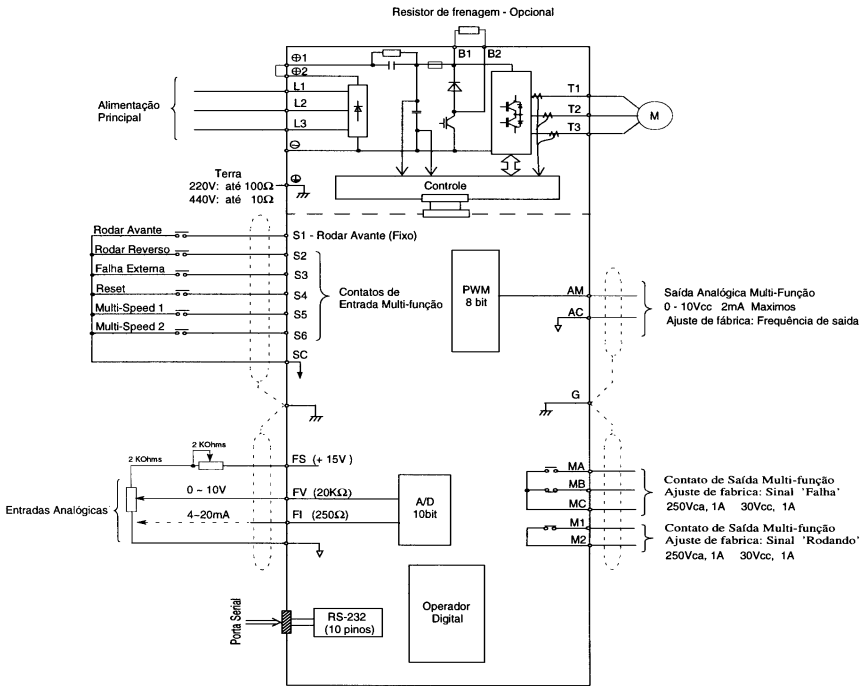 Resistor de frenagem - Opcional
B1 B2
⊕1
⊕2
L1
L2
L3
⊖
Alimentação
Principal
T1
T2
T3
M
Terra
220V: até 100Ω
440V: até 10Ω
Controle
Rodar Avante
S1 - Rodar Avante (Fixo)
Rodar Reverso
S2
Falha Externa
S3
Reset
S4
Multi-Speed 1
S5
Multi-Speed 2
S6
SC
Contatos de
Entrada Multi-função
PWM
8 bit
AM
AC
Saída Analógica Multi-Função
0 - 10Vcc 2mA Maximos
Ajuste de fábrica: Frequência de saida
G
2 KOhms
2 KOhms
FS (+ 15V )
0 ~ 10V
FV (20KΩ)
4~20mA
FI (250Ω)
Entradas Analógicas
A/D
10bit
MA
MB
MC
Contato de Saída Multi-função
Ajuste de fabrica: Sinal 'Falha'
250Vca, 1A 30Vcc, 1A
M1
M2
Contato de Saída Multi-função
Ajuste de fabrica: Sinal 'Rodando'
250Vca, 1A 30Vcc, 1A
Porta Serial
RS-232
(10 pinos)
Operador
Digital